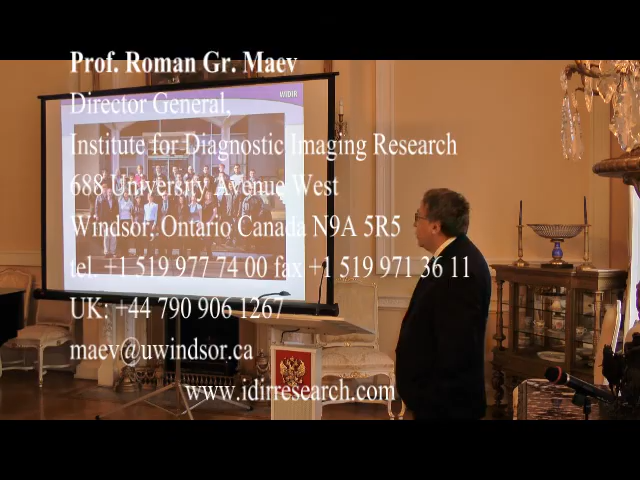 Prof. Roman Gr. Maev
WIDIR
Director General,
Institute for Diagnostic Imaging Research
688 University Avenue West
Windsor, Ontario Canada N9A 5R5
tel. +1 519 977 74 00 fax +1 519 971 36 11
UK: +44 790 906 1267
maev@uwindsor.ca
www.idirresearch.com